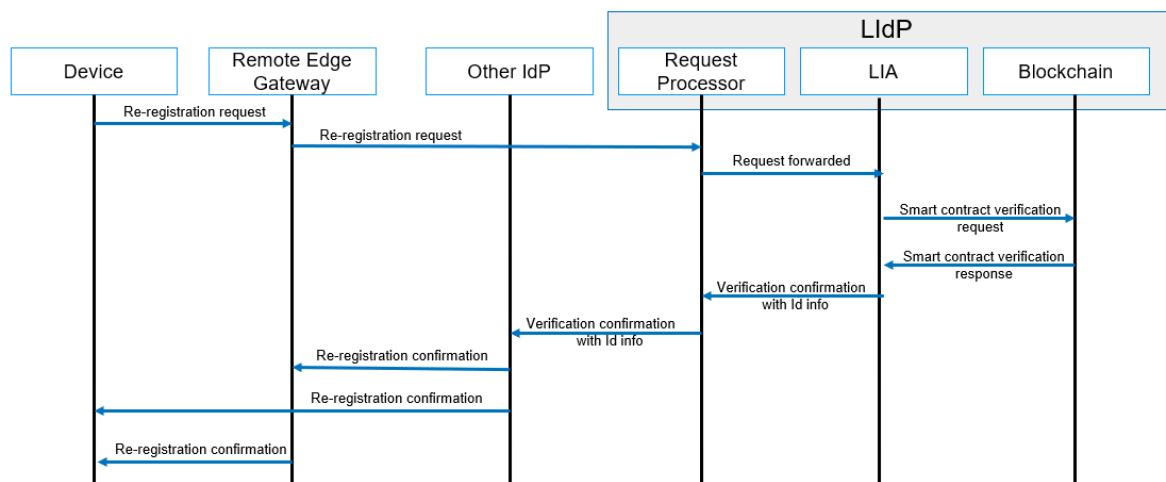 LIdP
Device
Remote Edge
Gateway
Other IdP
Request
Processor
LIA
Blockchain
Re-registration request
Re-registration request
Request forwarded
Smart contract verification
request
Smart contract verification
response
Verification confirmation
with Id info
Verification confirmation
with Id info
Re-registration confirmation
Re-registration confirmation
Re-registration confirmation